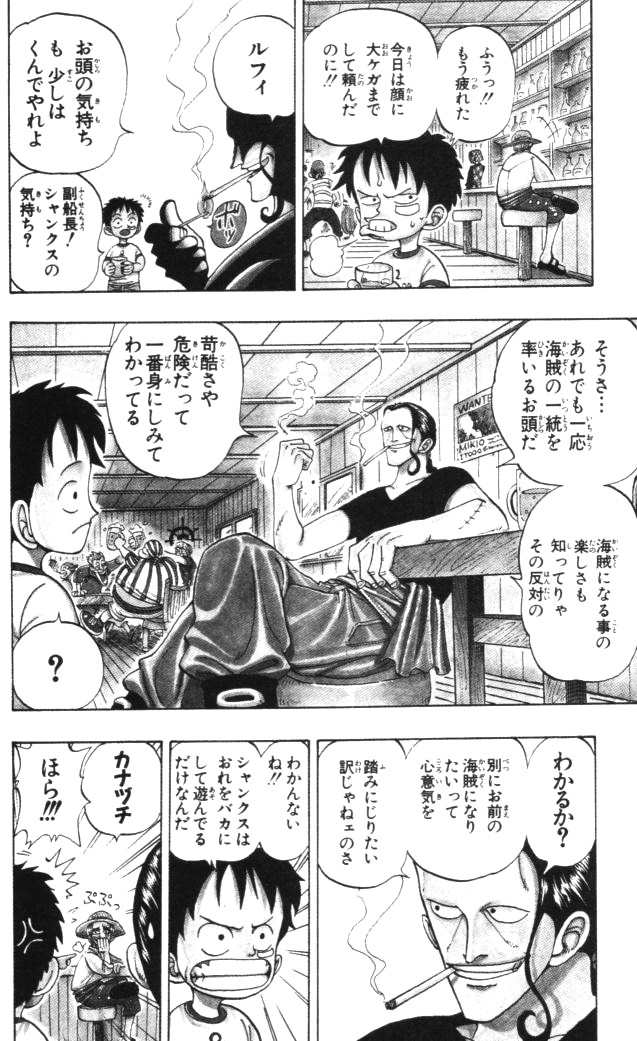 ふうっ!!
もう疲れた
今日は顔に
大ケガまで
して頼んだ
のに!!
ルフィ
お頭の気持ち
も 少しは
くんでやれよ
ボッ
副船長!
シャンクスの
気持ち?
そうさ…
あれでも一応
海賊の一統を
率いるお頭だ
海賊になる事の
楽しさも
知ってりゃ
その反対の
苛酷さや
危険だって
一番身にしみて
わかってる
WANTED
MIKIO
?
わかるか?
別にお前の
海賊になり
たいって
心意気を
踏みにじりたい
訳じゃねェのさ
わかんない
ね!!
シャンクスは
おれをバカに
して遊んでる
だけなんだ
カナヅチ
ぷぷっ
ほら!!!